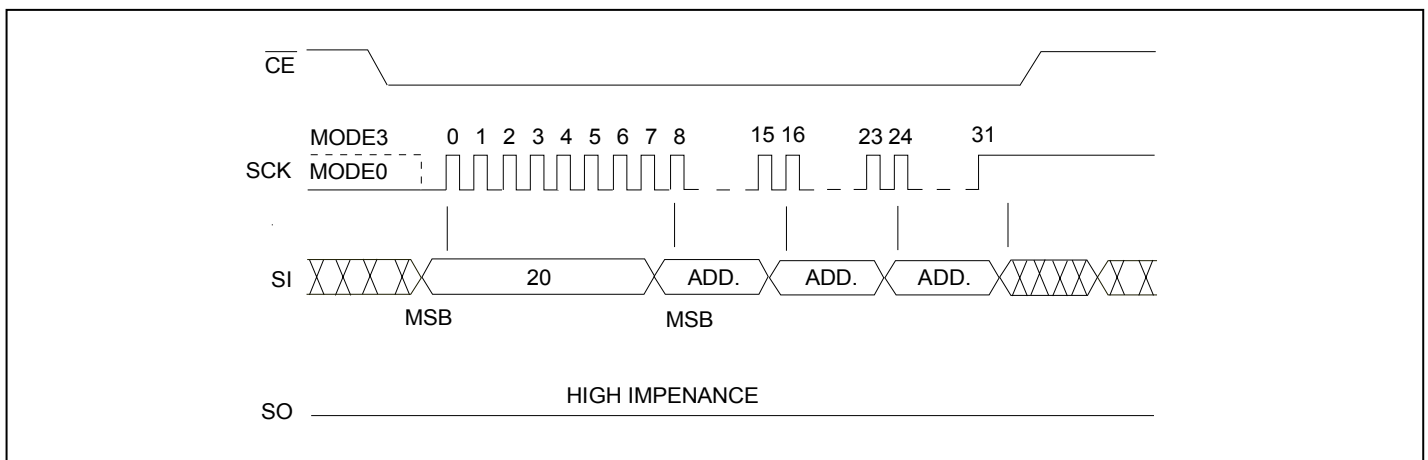 CE
MODE3 0 1 2 3 4 5 6 7 8 15 16 23 24 31
SCK MODE0
SI 20 ADD. ADD. ADD.
MSB MSB
HIGH IMPENANCE
SO